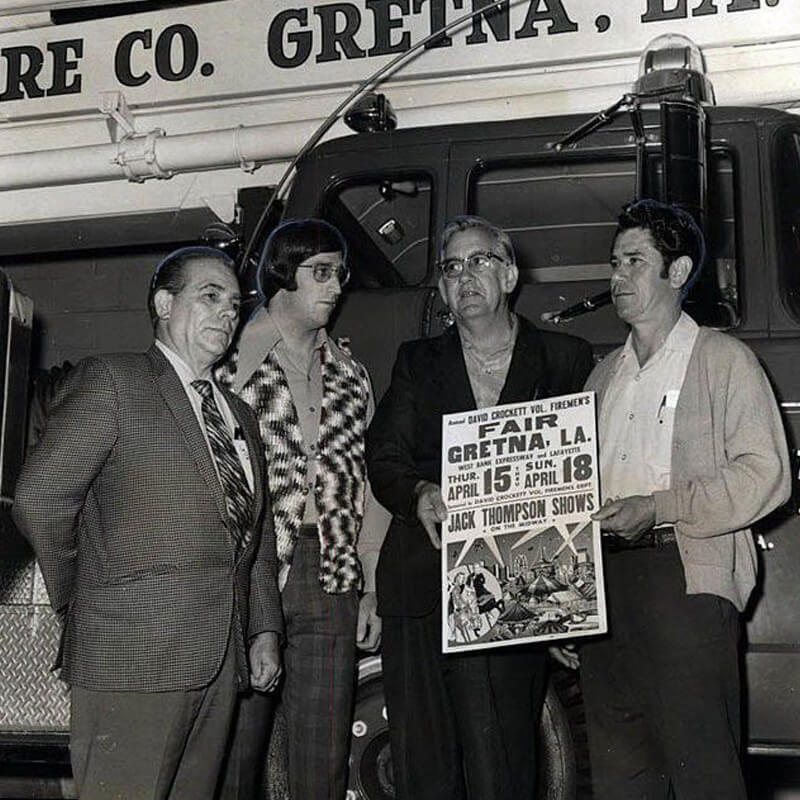 RE CO. GRETNA, LA.
Annual DAVID CROCKETT VOL. FIREMEN'S
FAIR
GRETNA, LA.
WEST BANK EXPRESSWAY and LAFAYETTE
THUR. APRIL 15 SUN. APRIL 18
Sponsored by DAVID CROCKETT VOL. FIREMENS DEPT.
JACK THOMPSON SHOWS
ON THE MIDWAY